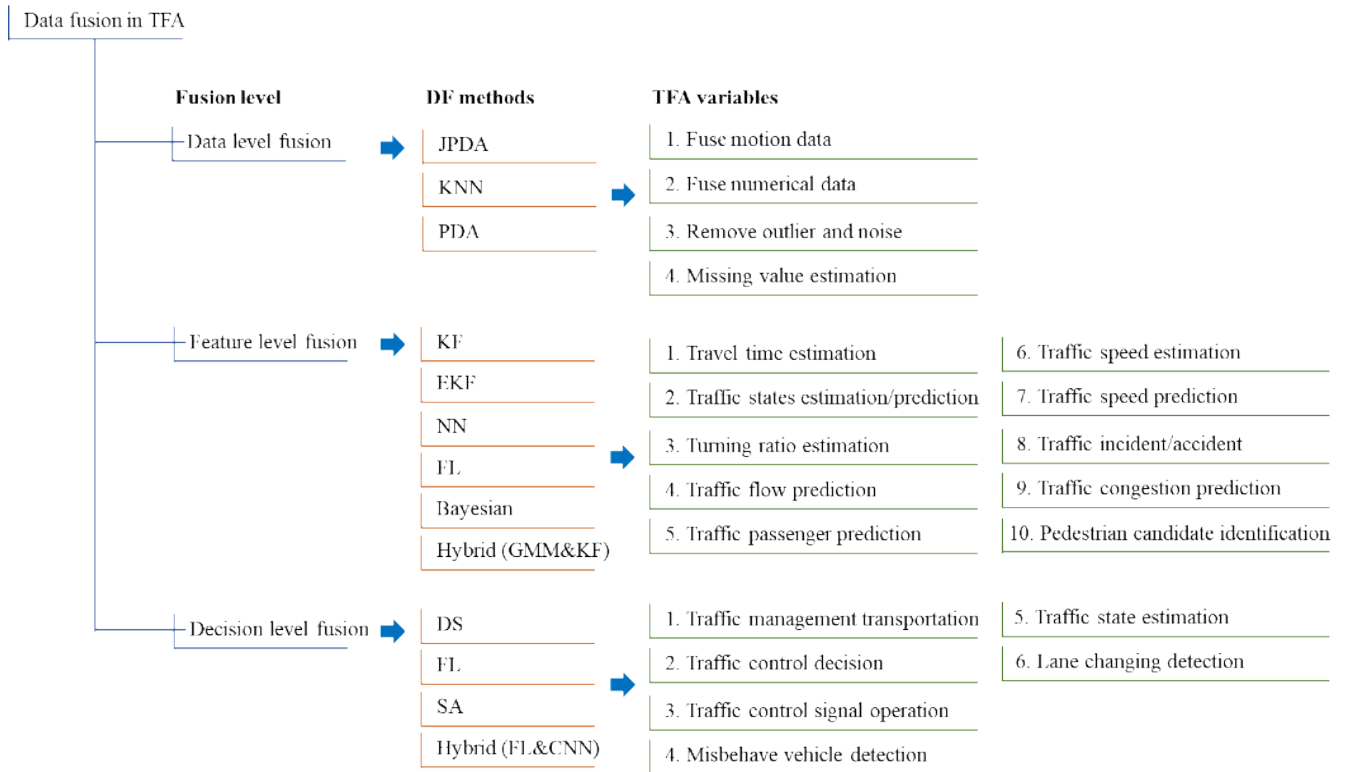 Data fusion in TFA
Fusion level
DF methods
TFA variables
Data level fusion
JPDA
KNN
PDA
1. Fuse motion data
2. Fuse numerical data
3. Remove outlier and noise
4. Missing value estimation
Feature level fusion
KF
EKF
NN
FL
Bayesian
Hybrid (GMM&KF)
1. Travel time estimation
2. Traffic states estimation/prediction
3. Turning ratio estimation
4. Traffic flow prediction
5. Traffic passenger prediction
6. Traffic speed estimation
7. Traffic speed prediction
8. Traffic incident/accident
9. Traffic congestion prediction
10. Pedestrian candidate identification
Decision level fusion
DS
FL
SA
Hybrid (FL&CNN)
1. Traffic management transportation
2. Traffic control decision
3. Traffic control signal operation
4. Misbehave vehicle detection
5. Traffic state estimation
6. Lane changing detection